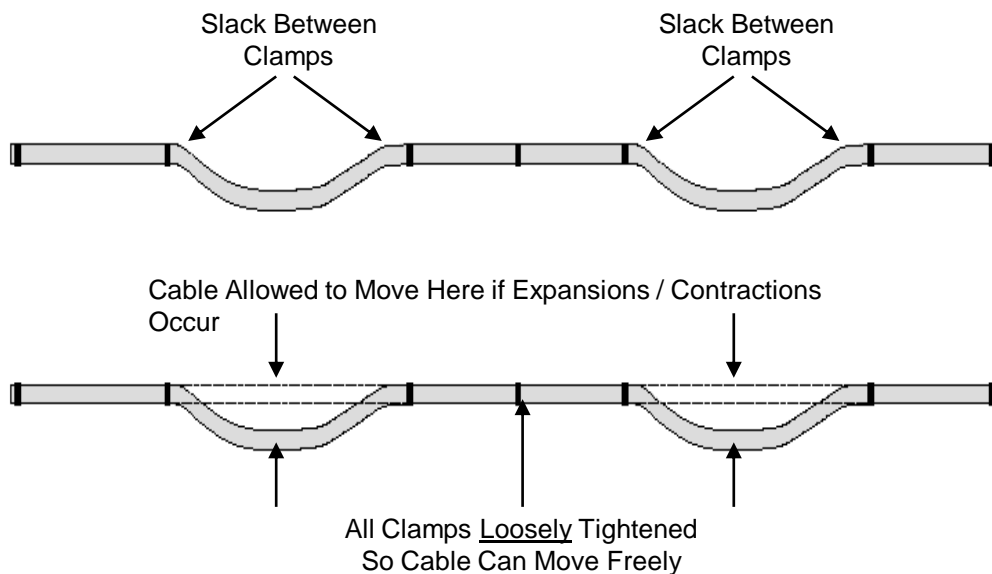 Slack Between
Clamps
Slack Between
Clamps
Cable Allowed to Move Here if Expansions / Contractions
Occur
All Clamps Loosely Tightened
So Cable Can Move Freely